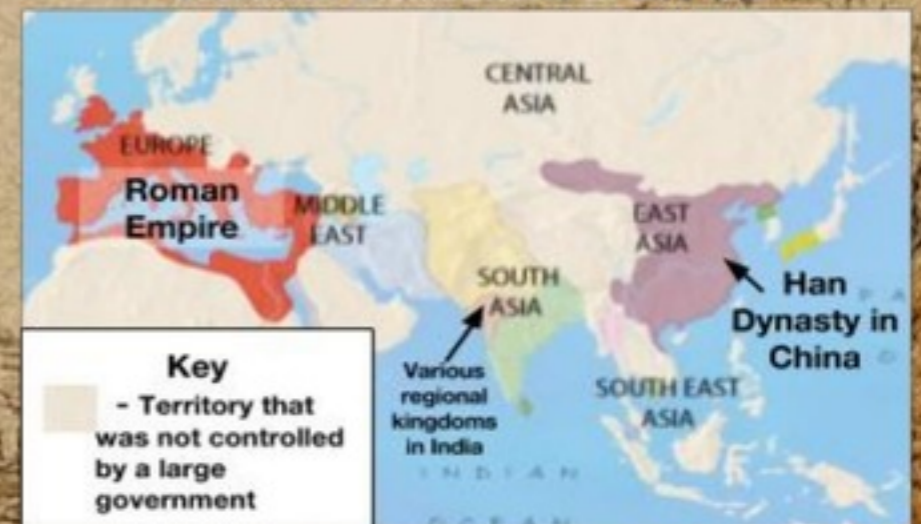 CENTRAL
ASIA
EUROPE
Roman
Empire
MIDDLE
EAST
EAST
ASIA
SOUTH
ASIA
Han
Dynasty in
China
Various
regional
kingdoms
in India
SOUTH EAST
ASIA
Key
- Territory that
was not controlled
by a large
government
I N D I A N
O C E A N